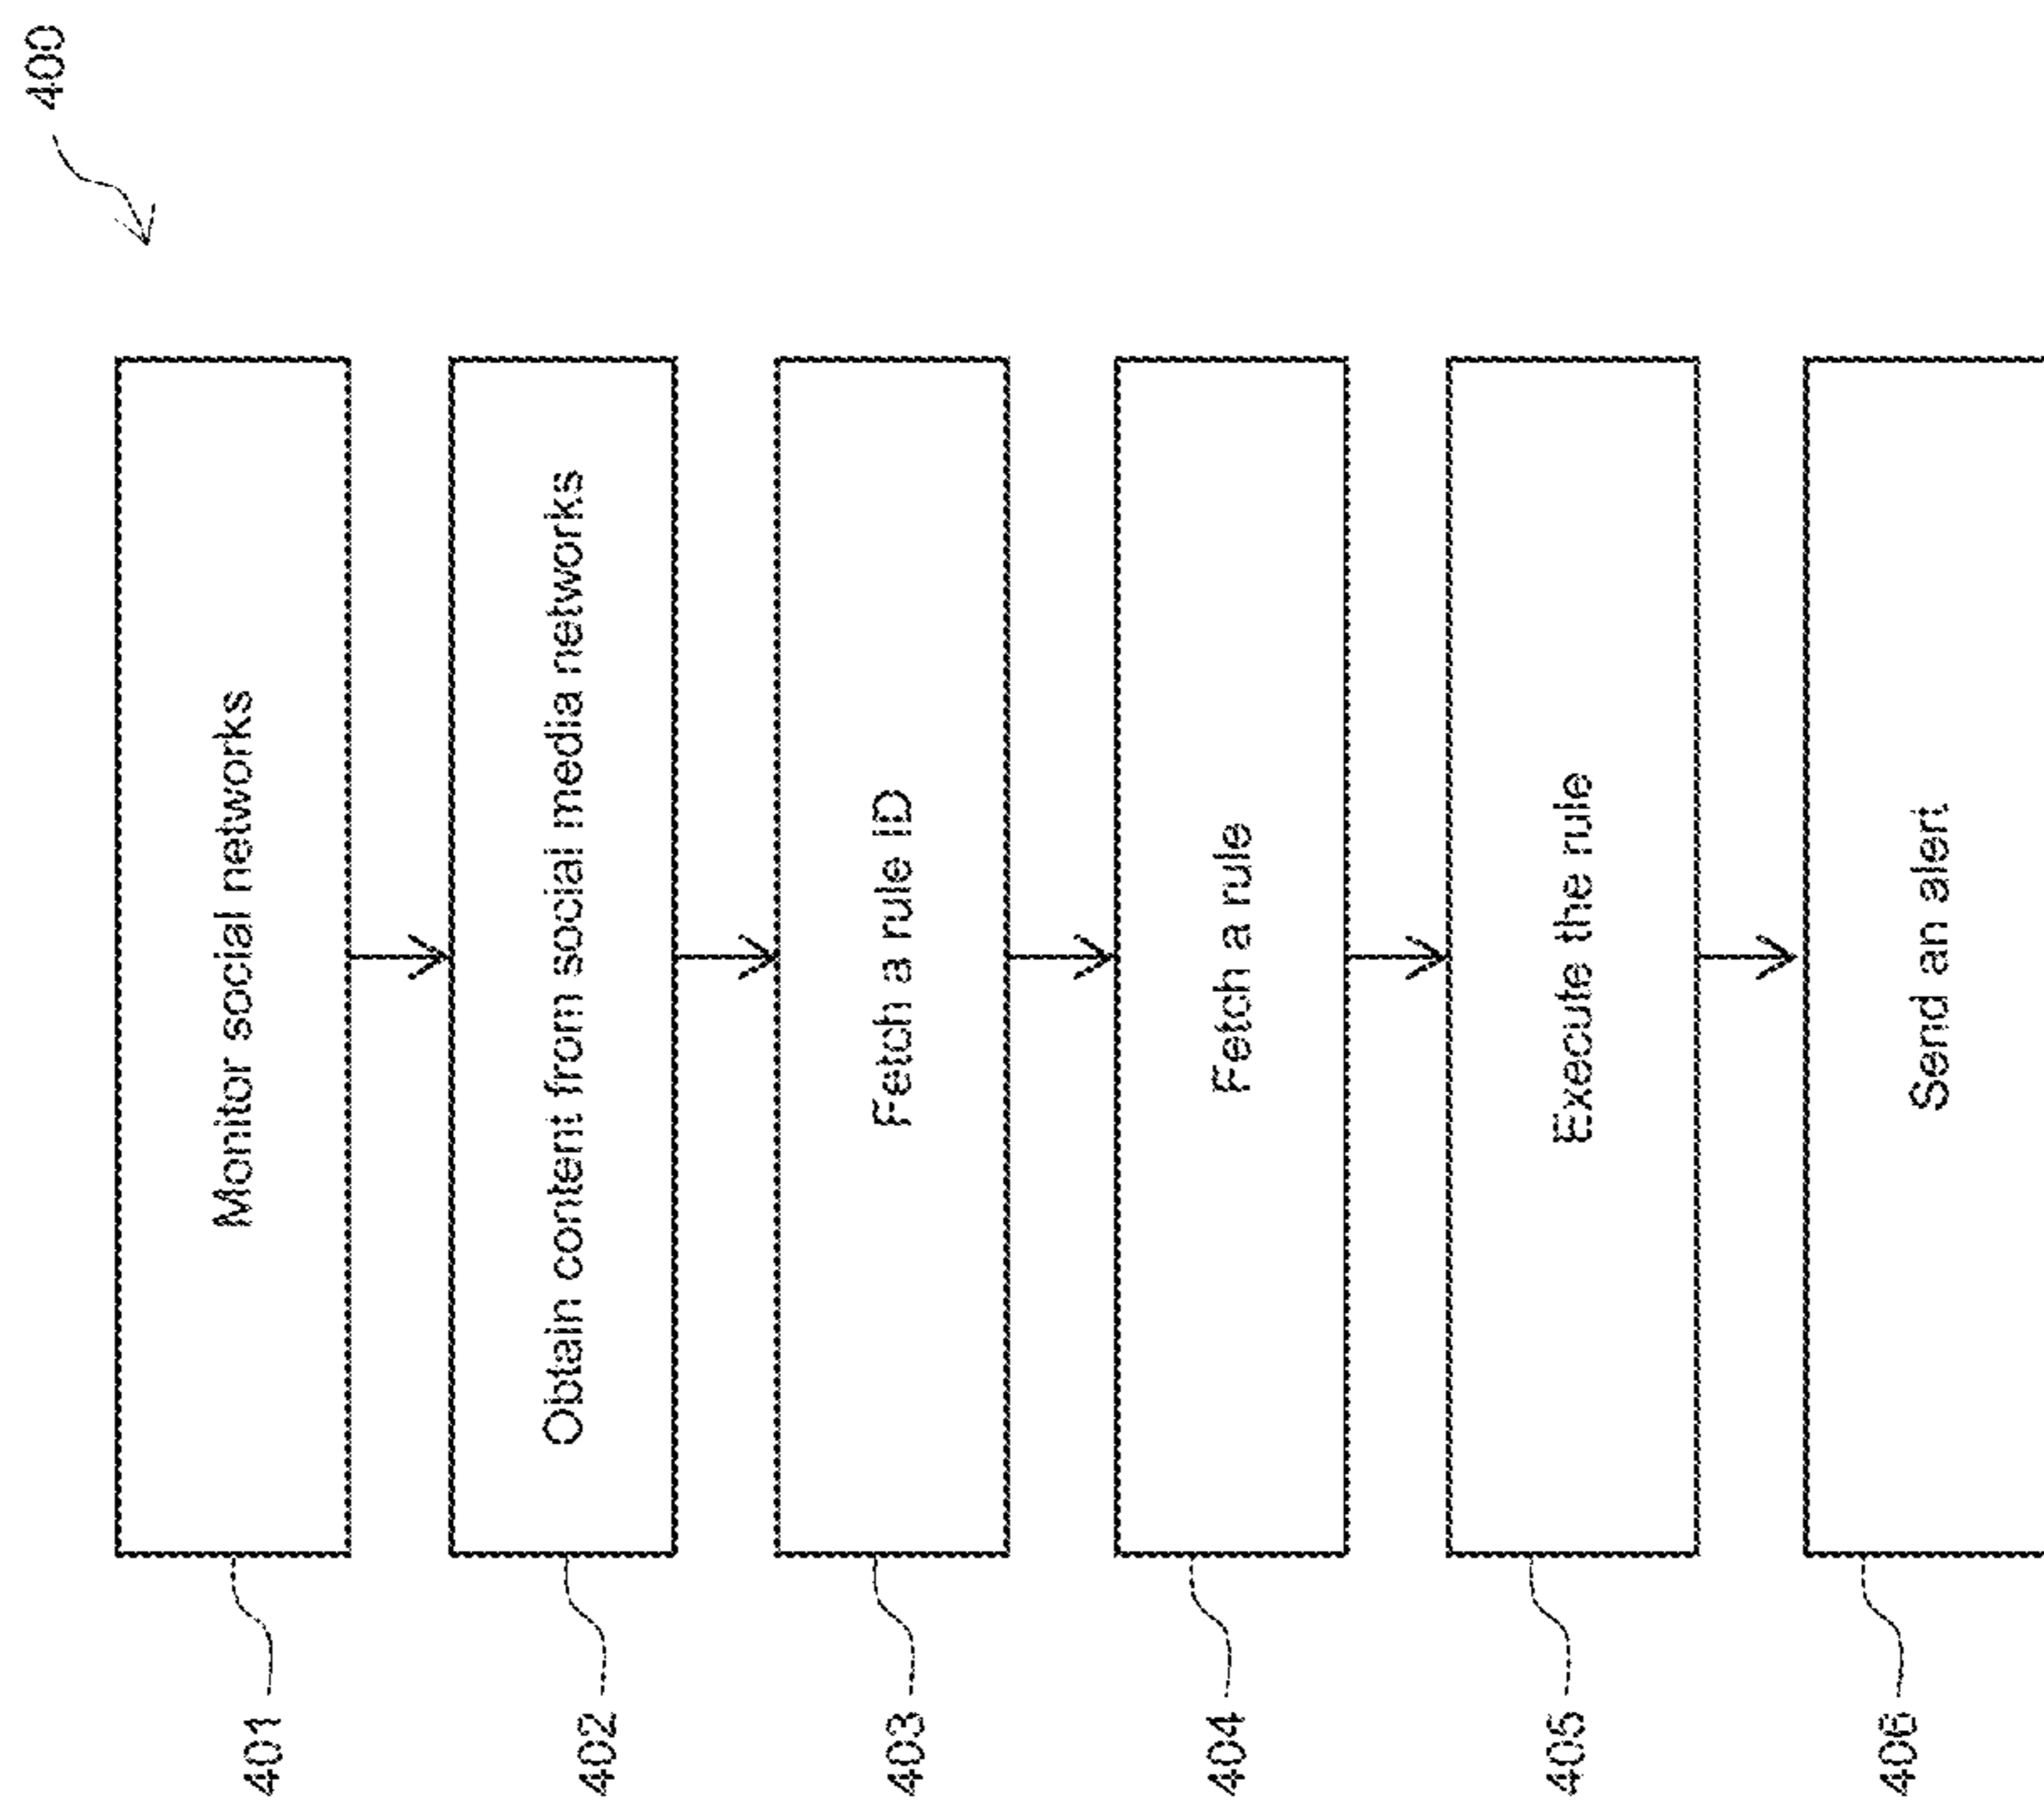 400
401
Monitor social networks
402
Obtain content from social media networks
403
Fetch a rule ID
404
Fetch a rule
405
Execute the rule
406
Send an alert